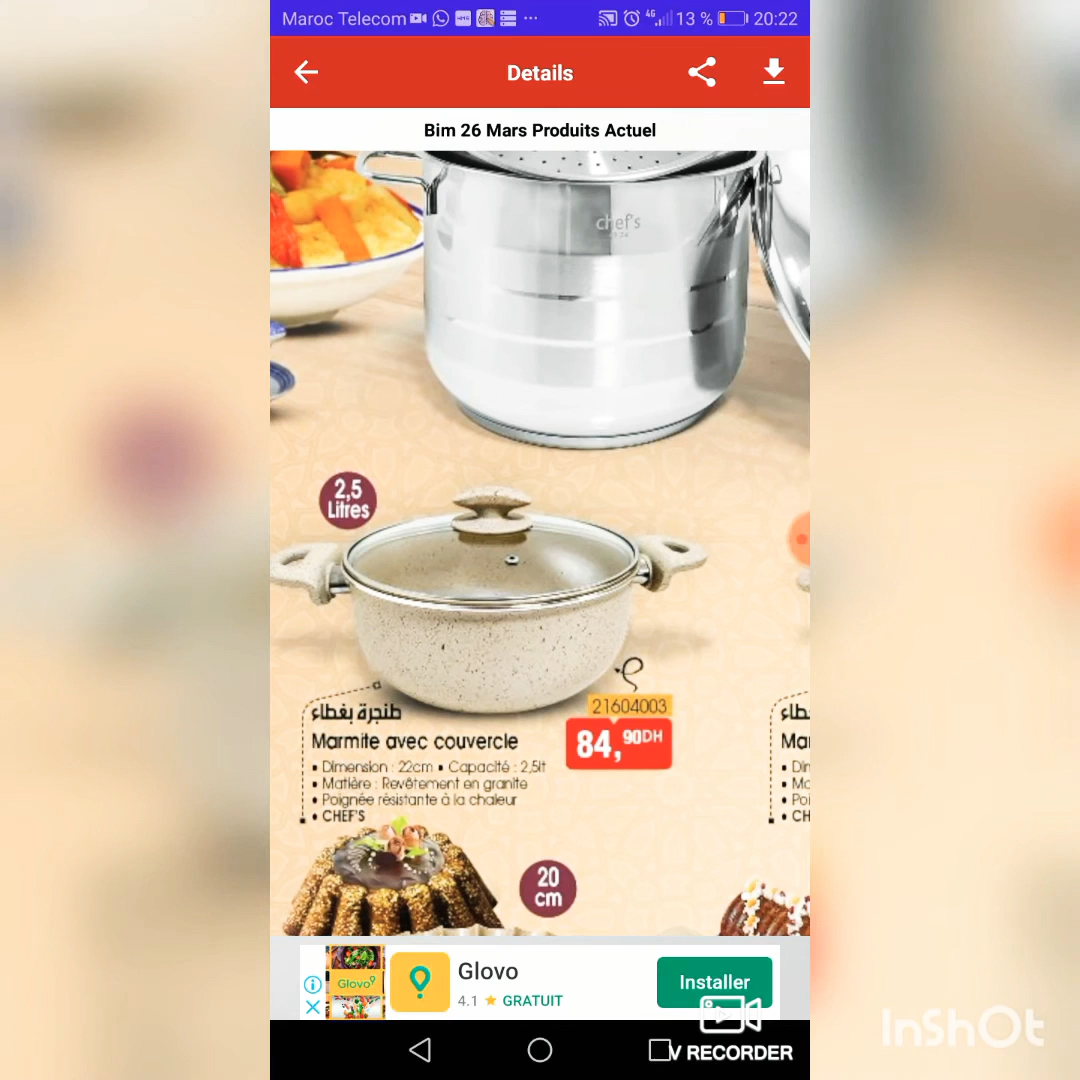 Maroc Telecom 4G 13 % 20:22
Details
Bim 26 Mars Produits Actuel
chef's
2,5
Litres
21604003
طنجرة بغطاء
84,90DH
Marmite avec couvercle
• Dimension : 22cm • Capacité : 2,5lt
• Matière : Revêtement en granite
• Poignée résistante à la chaleur
• CHEF'S
20
cm
Glovo
Glovo
4.1 ★ GRATUIT
Installer
V RECORDER
InShOt